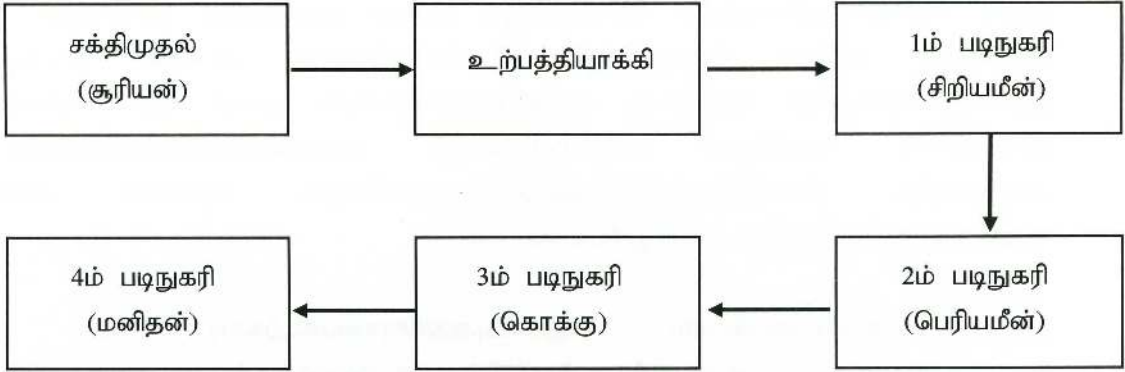 சக்திமுதல்
(சூரியன்)
உற்பத்தியாக்கி
1ம் படிநுகரி
(சிறியமீன்)
4ம் படிநுகரி
(மனிதன்)
3ம் படிநுகரி
(கொக்கு)
2ம் படிநுகரி
(பெரியமீன்)